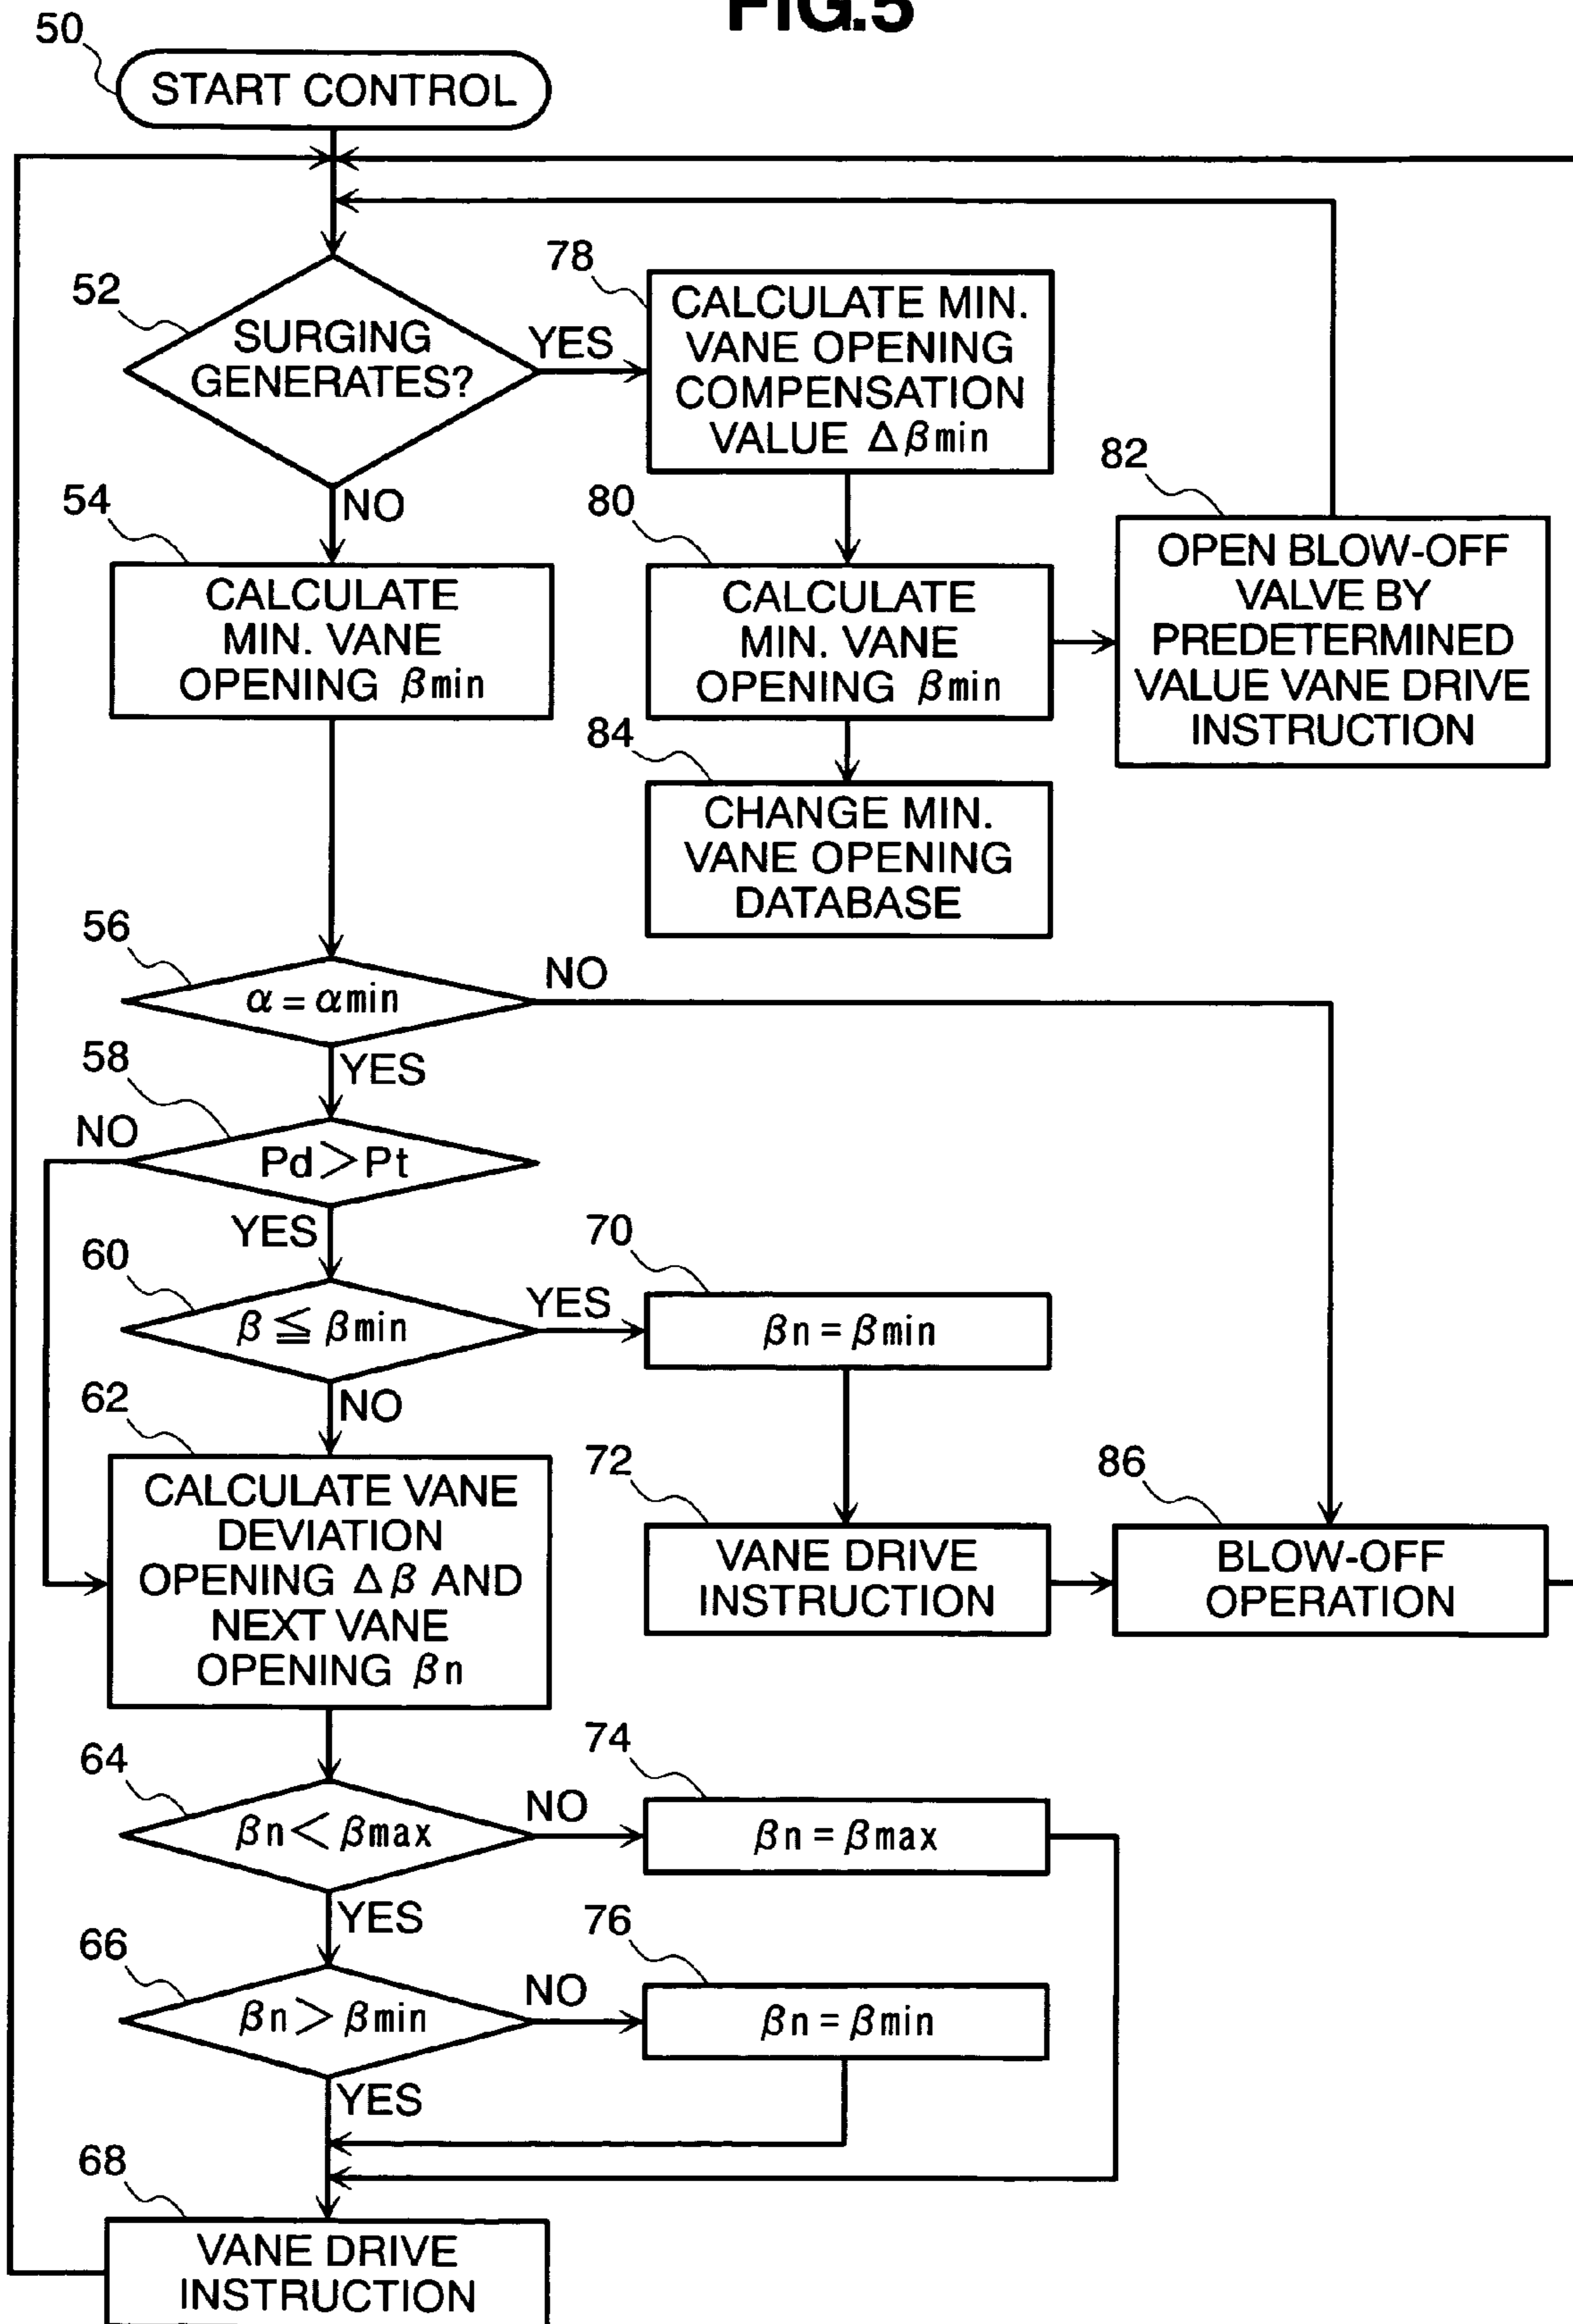 FIG.5
50
START CONTROL
52
SURGING
GENERATES?
YES
NO
78
CALCULATE MIN.
VANE OPENING
COMPENSATION
VALUE Δβmin
54
CALCULATE
MIN. VANE
OPENING βmin
80
CALCULATE
MIN. VANE
OPENING βmin
82
OPEN BLOW-OFF
VALVE BY
PREDETERMINED
VALUE VANE DRIVE
INSTRUCTION
84
CHANGE MIN.
VANE OPENING
DATABASE
56
α = αmin
NO
YES
58
NO
Pd > Pt
YES
60
β ≦ βmin
YES
NO
70
βn = βmin
62
CALCULATE VANE
DEVIATION
OPENING Δβ AND
NEXT VANE
OPENING βn
72
VANE DRIVE
INSTRUCTION
86
BLOW-OFF
OPERATION
64
βn < βmax
NO
YES
74
βn = βmax
66
βn > βmin
NO
YES
76
βn = βmin
68
VANE DRIVE
INSTRUCTION